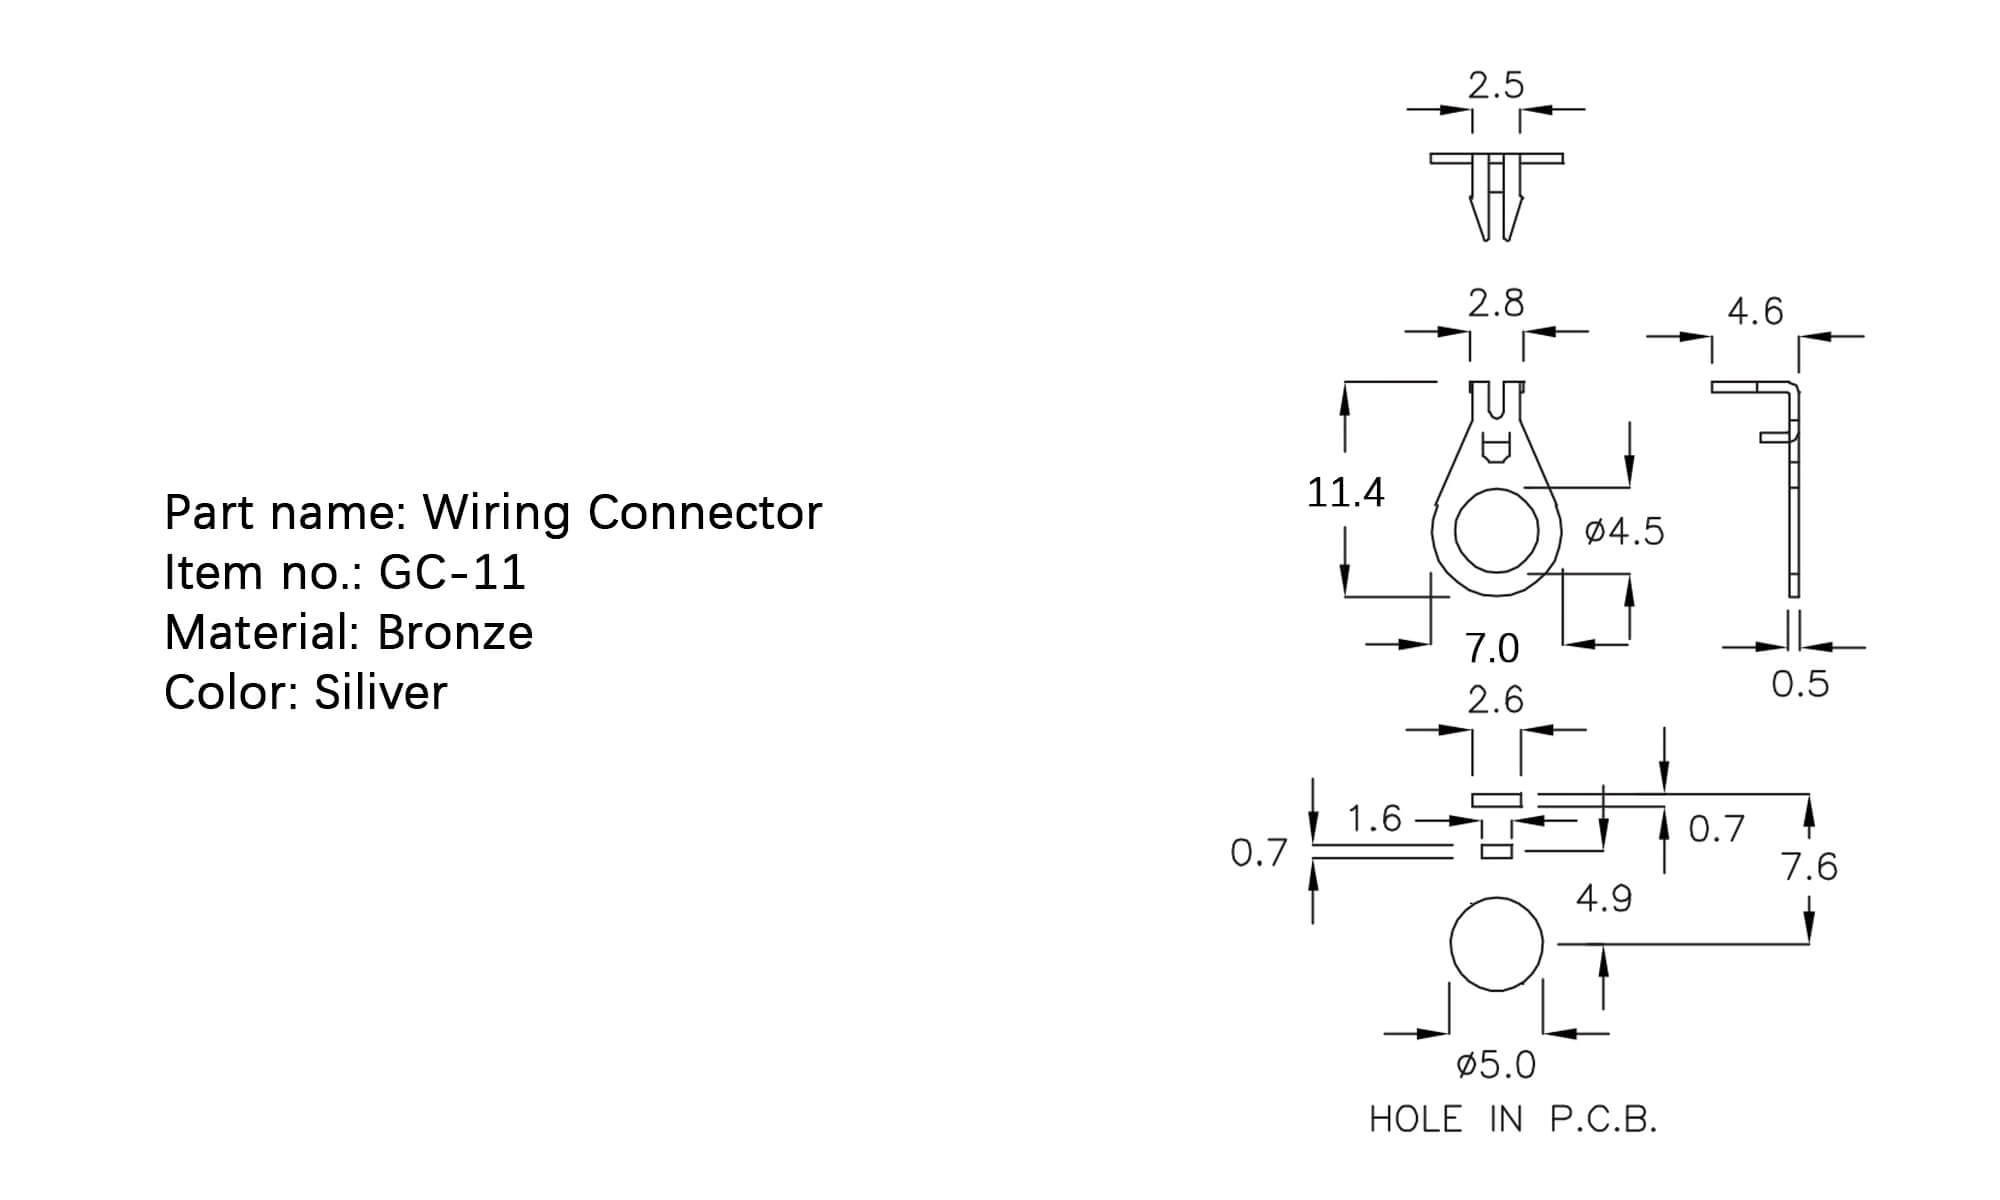 Part name: Wiring Connector
Item no.: GC-11
Material: Bronze
Color: Siliver
2.5
2.8
4.6
11.4
ø4.5
7.0
0.5
2.6
1.6
0.7
0.7
7.6
4.9
ø5.0
HOLE IN P.C.B.